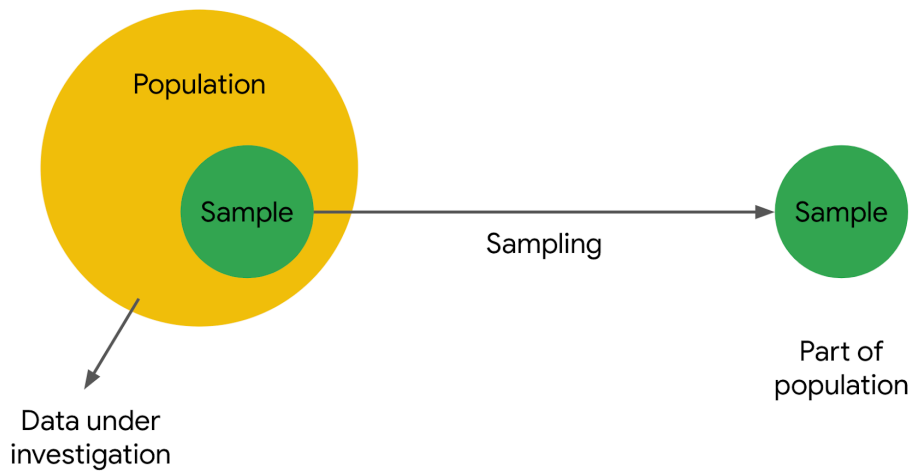 Population
Sample
Sample
Sampling
Part of
population
Data under
investigation